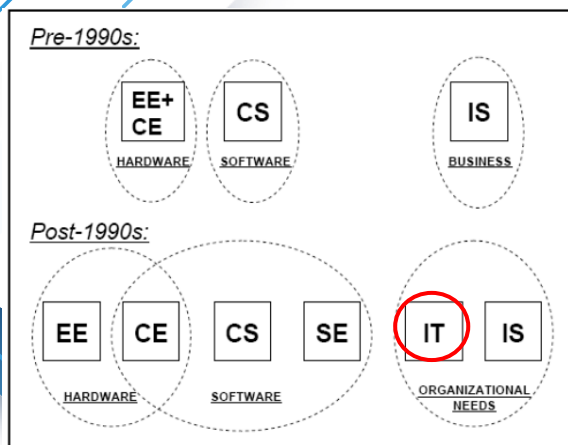 Pre-1990s:
EE+
CE
CS
IS
HARDWARE
SOFTWARE
BUSINESS
Post-1990s:
EE
CE
CS
SE
IT
IS
HARDWARE
SOFTWARE
ORGANIZATIONAL
NEEDS